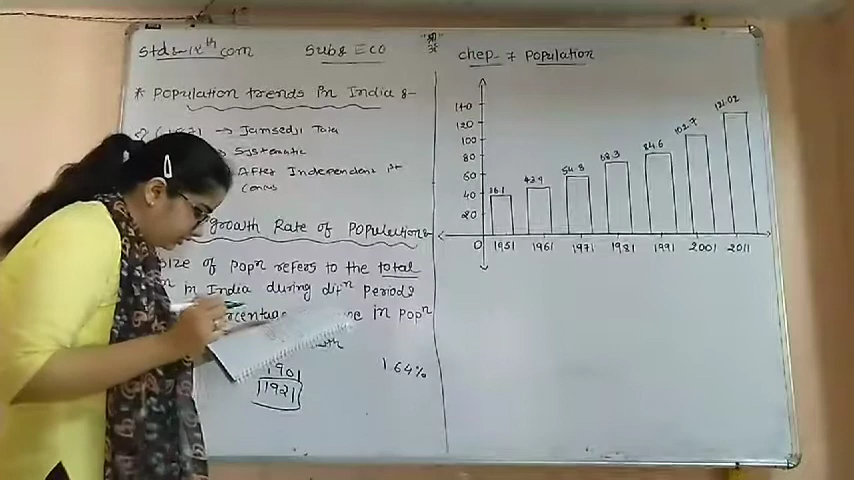 Std:- IXth com
Sub:- ECO
chep- 7 Population
* Population trends In India :-
→ Jamsedji Tata
Systematic
After Independent 1st
Census
growth Rate of Population:-
size of popn refers to the total
in India during difn periods
in popn
1901
1921
1.64%
140
120
100
80
60
40
20
0
36.1
43.9
54.8
68.3
84.6
102.7
121.02
1951 1961 1971 1981 1991 2001 2011